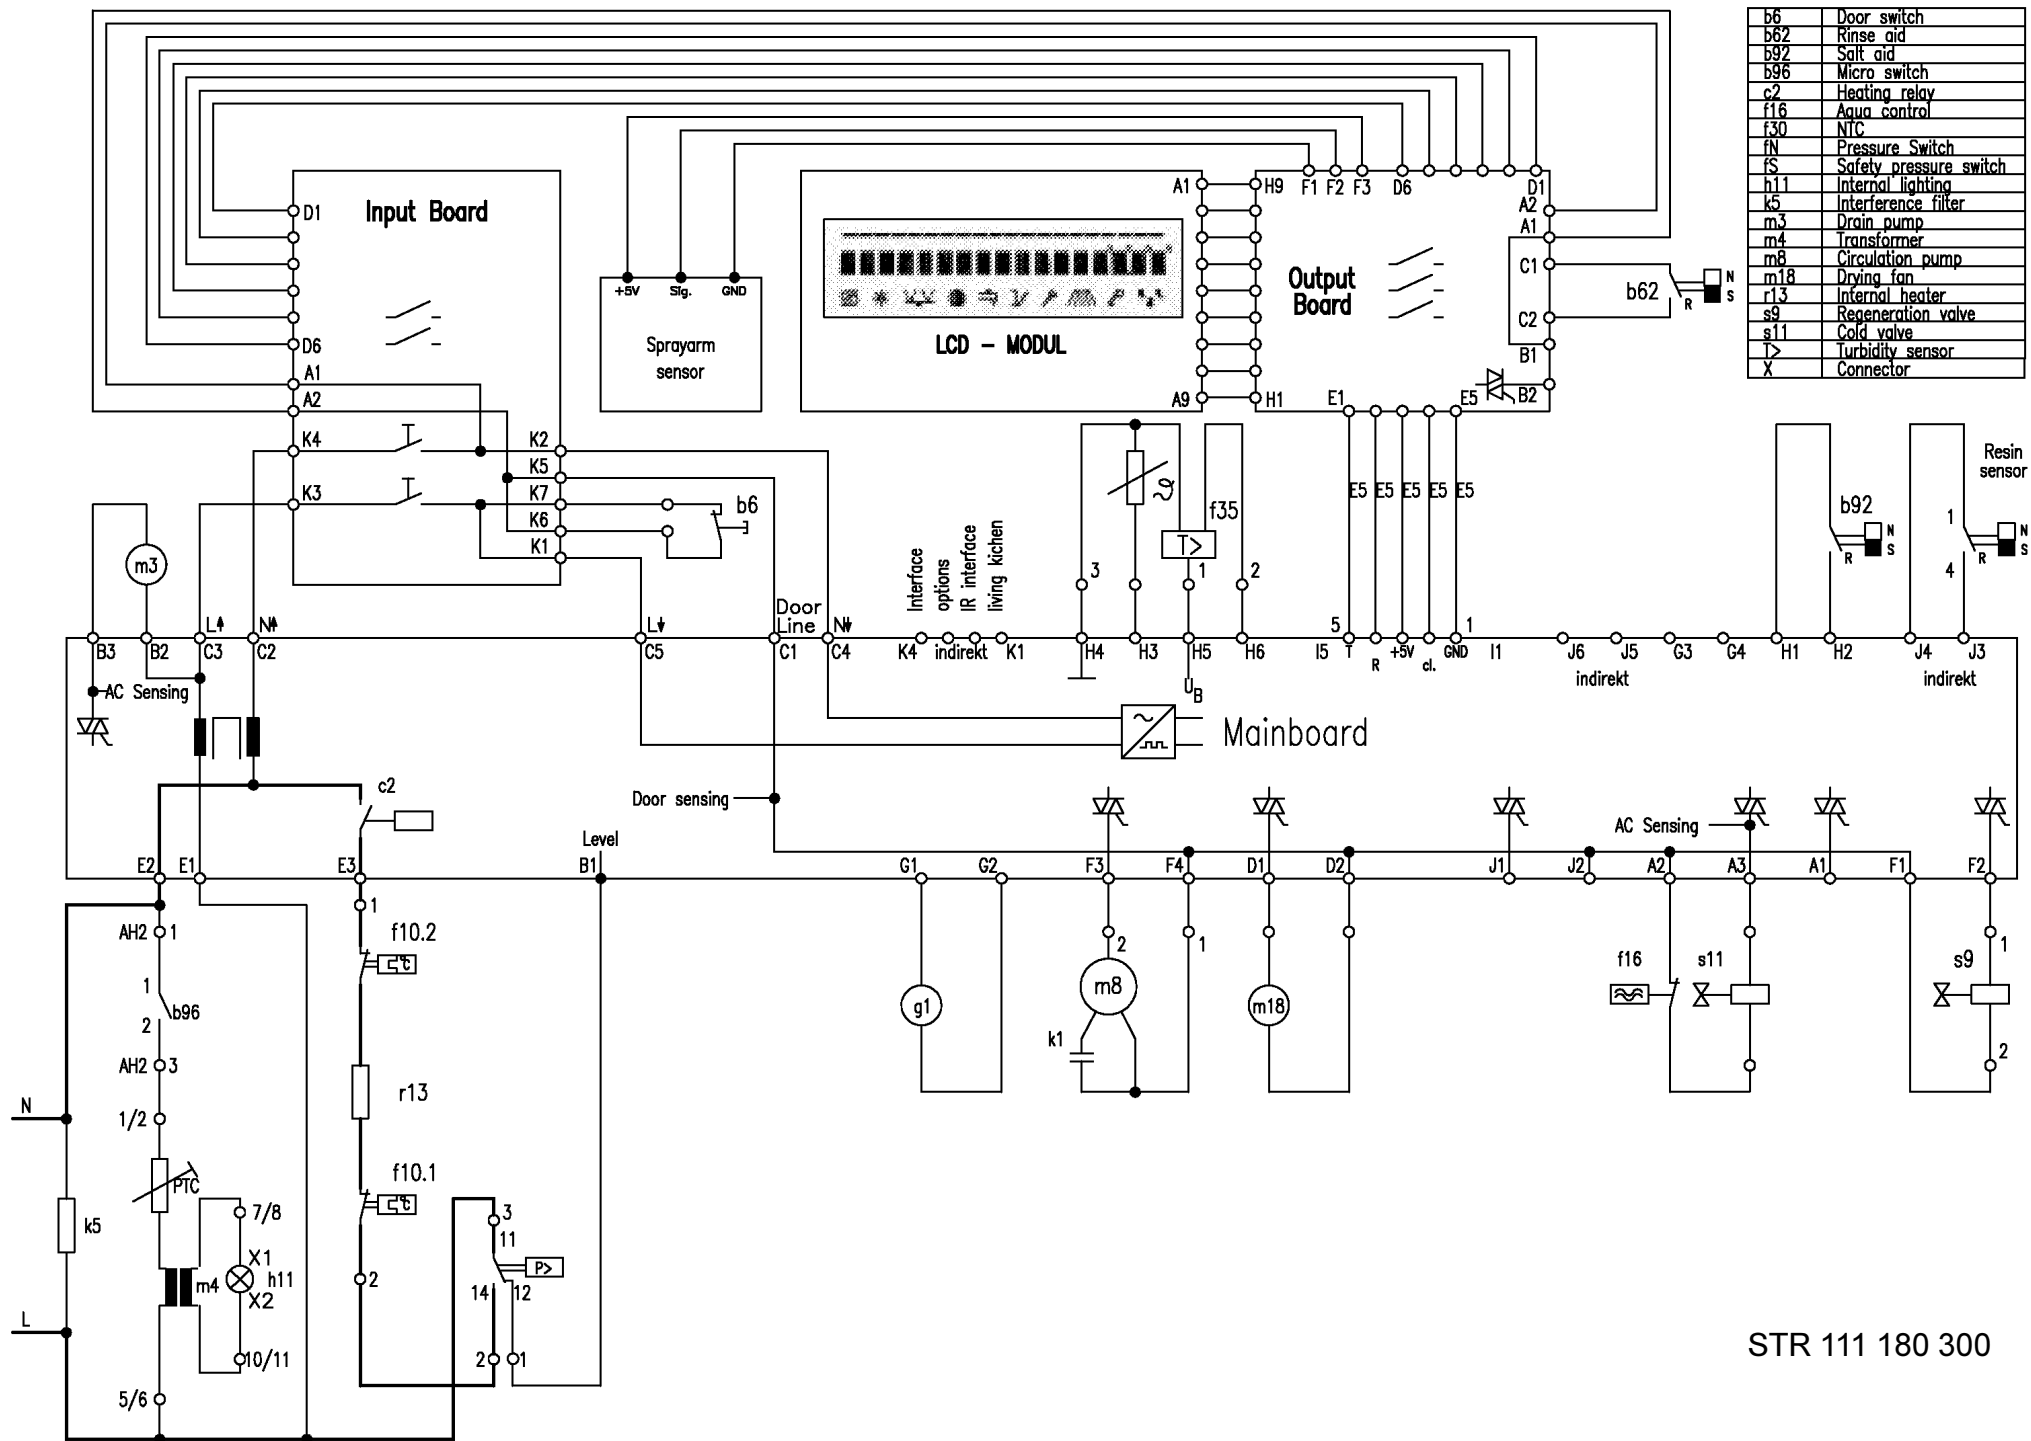 b6 Door switch
b62 Rinse aid
b92 Salt aid
b96 Micro switch
c2 Heating relay
f16 Aqua control
f30 NTC
fN Pressure Switch
fS Safety pressure switch
h11 Internal lighting
k5 Interference filter
m3 Drain pump
m4 Transformer
m8 Circulation pump
m18 Drying fan
r13 Internal heater
s9 Regeneration valve
s11 Cold valve
T> Turbidity sensor
X Connector
Input Board
D1
D6
A1
A2
K4
K3
K2
K5
K7
K6
K1
b6
m3
+5V Sig. GND
Sprayarm
sensor
A1
A9
LCD - MODUL
H9 F1 F2 F3 D6 D1
A2
A1
C1
C2
B1
B2
Output
Board
H1 E1 E5
b62
N
S
R
E5 E5 E5 E5 E5
f35
T>
3 1 2
Interface
options
IR interface
living kichen
b92
N
S
R
Resin
sensor
1
4
N
S
R
L N L Door
Line N
B3 B2 C3 C2 C5 C1 C4 K4 indirekt K1 H4 H3 H5 H6
UB
5 1
I5 T R +5V cl. GND I1
J6 J5 G3 G4 H1 H2 J4 J3
indirekt indirekt
AC Sensing
Mainboard
c2
Door sensing
Level
AC Sensing
E2 E1 E3 B1 G1 G2 F3 F4 D1 D2 J1 J2 A2 A3 A1 F1 F2
AH2 1
1
b96
2
AH2 3
1/2
PTC
7/8
X1
h11
X2
m4
10/11
5/6
N
k5
L
1
f10.2
°C
r13
f10.1
°C
2
3
11
P>
14 12
2 1
g1
2
m8
k1
1
m18
f16 s11
s9
1
2
STR 111 180 300